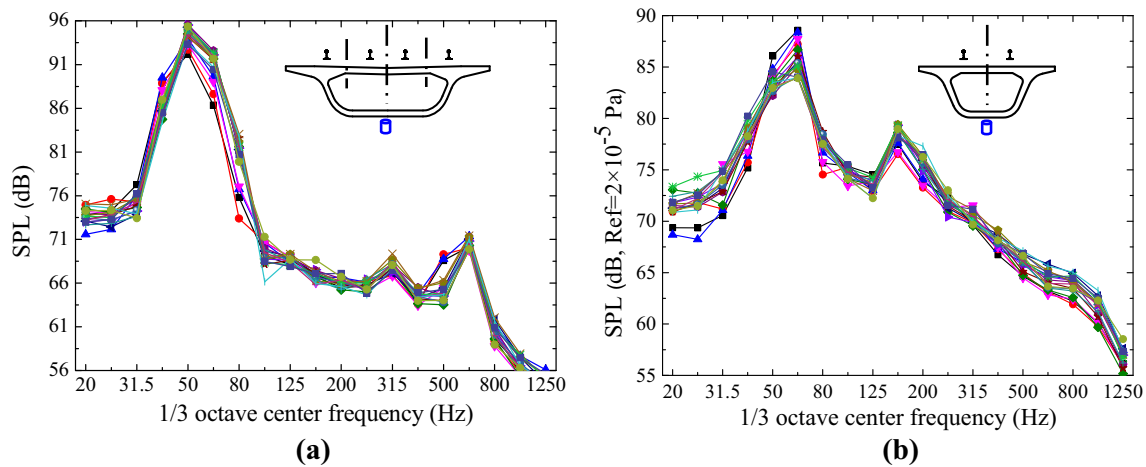 96
91
86
81
76
71
66
61
56
SPL (dB)
20 31.5 50 80 125 200 315 500 800 1250
1/3 octave center frequency (Hz)
(a)
90
85
80
75
70
65
60
55
SPL (dB, Ref=2×10⁻⁵ Pa)
20 31.5 50 80 125 200 315 500 800 1250
1/3 octave center frequency (Hz)
(b)